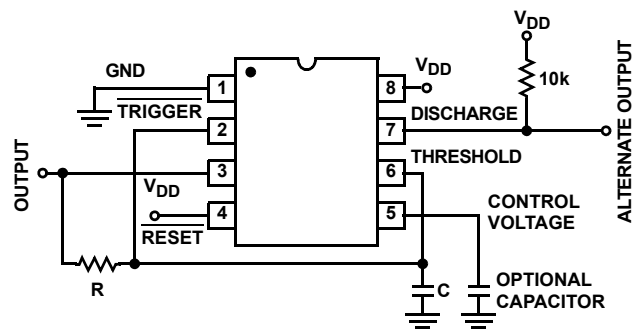 VDD
GND
1
8
VDD
10k
TRIGGER
DISCHARGE
2
7
THRESHOLD
3
6
VDD
OUTPUT
ALTERNATE OUTPUT
4
5
CONTROL
VOLTAGE
RESET
R
C
OPTIONAL
CAPACITOR